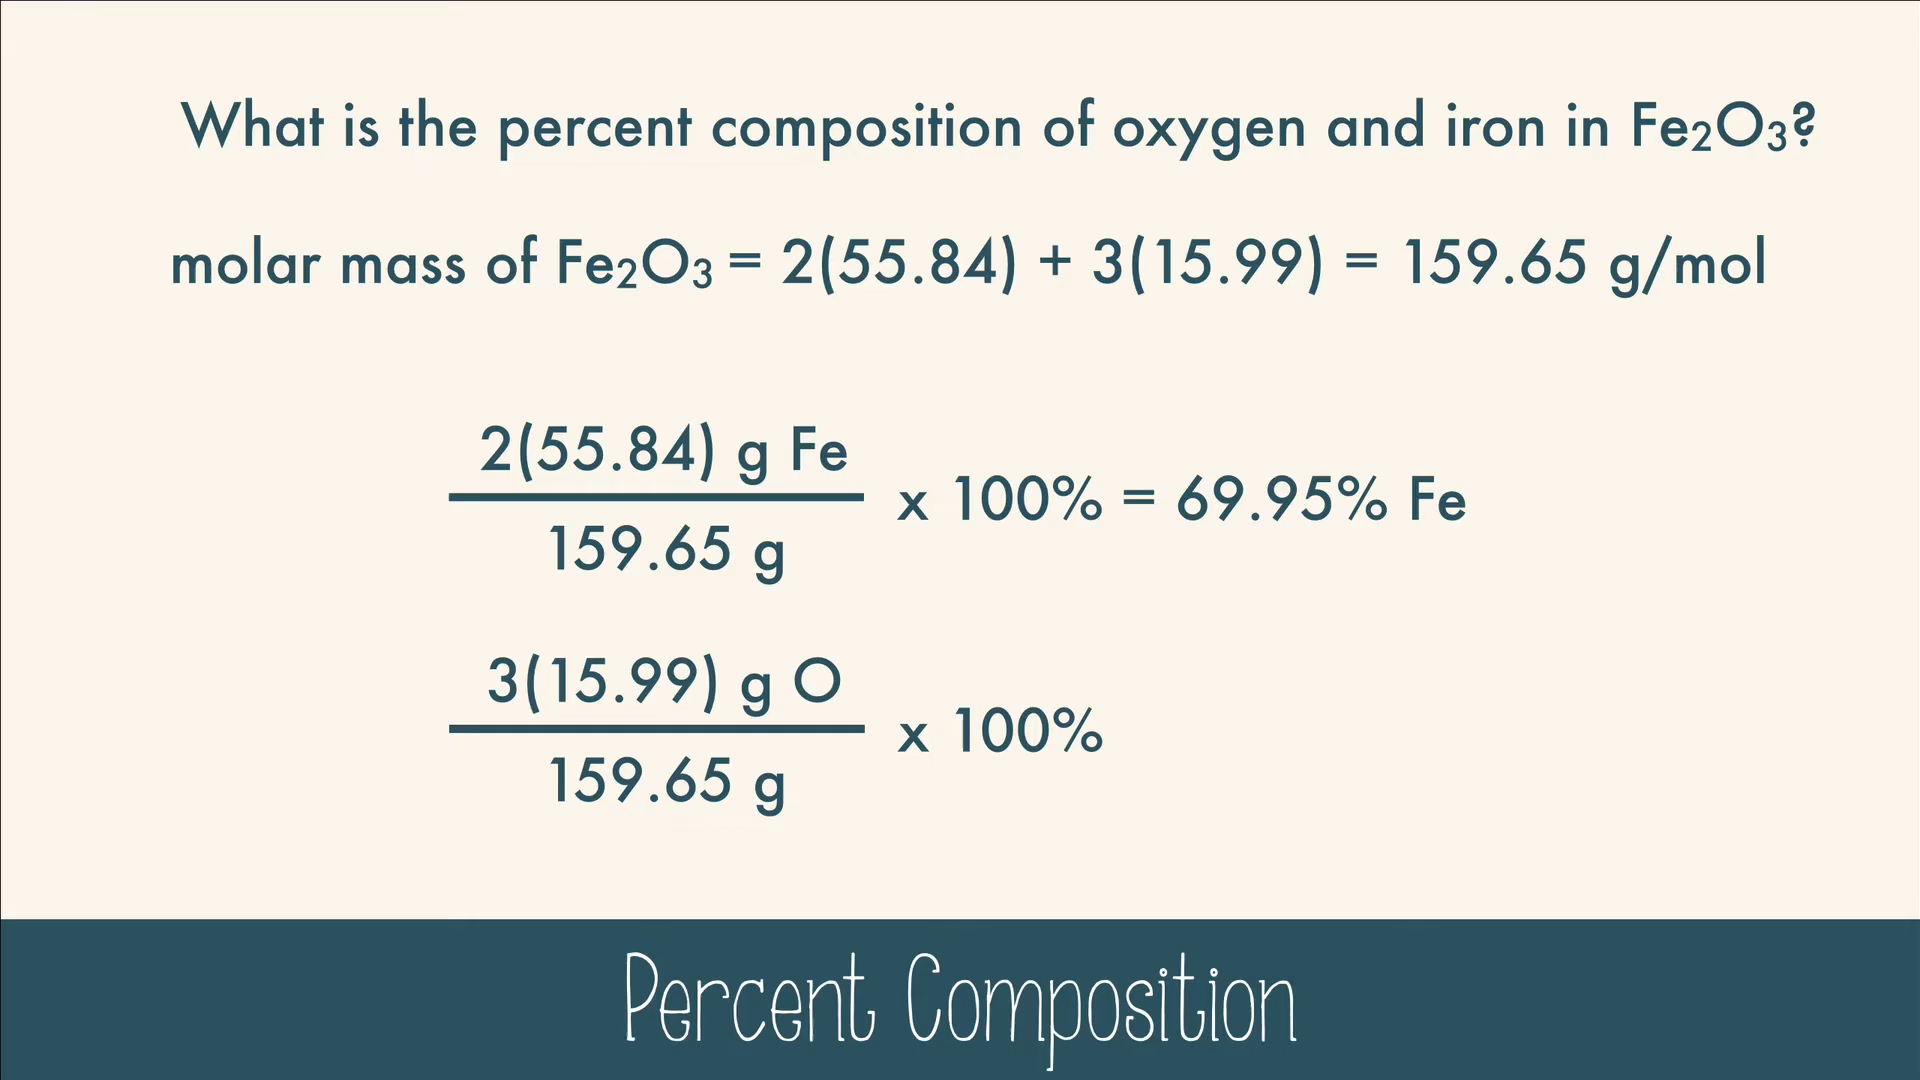 What is the percent composition of oxygen and iron in Fe₂O₃?
molar mass of Fe₂O₃ = 2(55.84) + 3(15.99) = 159.65 g/mol
2(55.84) g Fe
159.65 g
x 100% = 69.95% Fe
3(15.99) g O
159.65 g
x 100%
Percent Composition